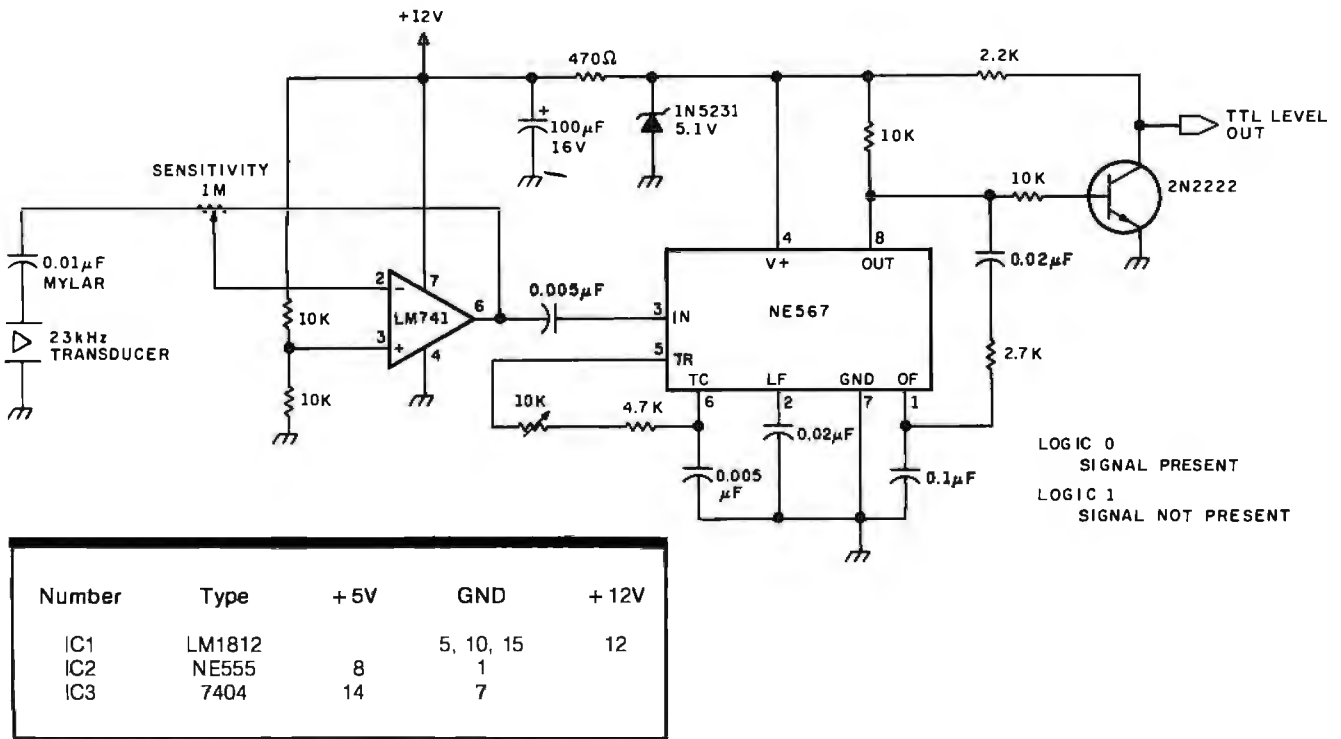 +12V
470Ω
2.2K
+
100µF
16V
1N5231
5.1V
10K
TTL LEVEL
OUT
SENSITIVITY
1M
10K
2N2222
0.01µF
MYLAR
2
7
4
8
V+
OUT
0.02µF
−
LM741
6
0.005µF
3
IN
NE567
10K
3
+
4
5
TR
23kHz
TRANSDUCER
2.7K
TC
LF
GND
OF
10K
10K
4.7K
6
2
7
1
0.02µF
0.005
µF
0.1µF
LOGIC 0
SIGNAL PRESENT
LOGIC 1
SIGNAL NOT PRESENT
Number Type +5V GND +12V
IC1 LM1812 5, 10, 15 12
IC2 NE555 8 1
IC3 7404 14 7